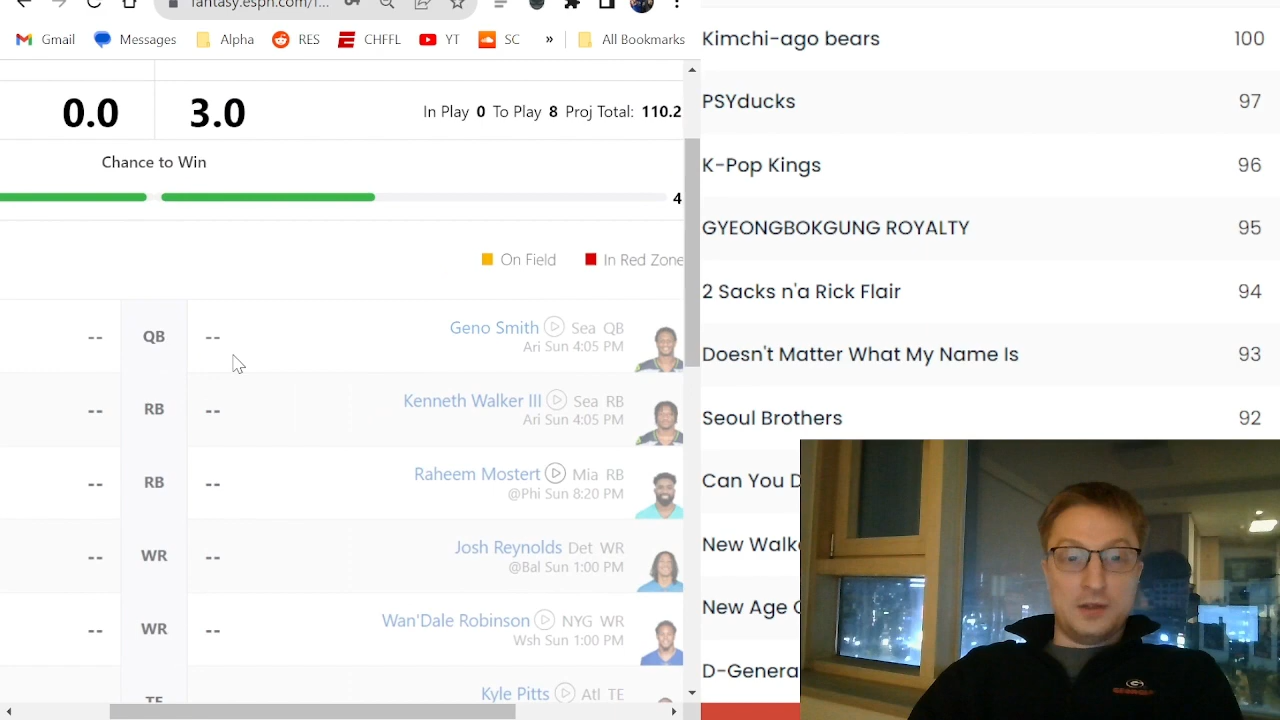 fantasy.espn.com/f...
Gmail Messages Alpha RES CHFFL YT SC » All Bookmarks
0.0 3.0 In Play 0 To Play 8 Proj Total: 110.2
Chance to Win
4
On Field In Red Zone
-- QB -- Geno Smith Sea QB
Ari Sun 4:05 PM
-- RB -- Kenneth Walker III Sea RB
Ari Sun 4:05 PM
-- RB -- Raheem Mostert Mia RB
@Phi Sun 8:20 PM
-- WR -- Josh Reynolds Det WR
@Bal Sun 1:00 PM
-- WR -- Wan'Dale Robinson NYG WR
Wsh Sun 1:00 PM
TE Kyle Pitts Atl TE
Kimchi-ago bears 100
PSYducks 97
K-Pop Kings 96
GYEONGBOKGUNG ROYALTY 95
2 Sacks n'a Rick Flair 94
Doesn't Matter What My Name Is 93
Seoul Brothers 92
Can You D
New Walk
New Age
D-Genera